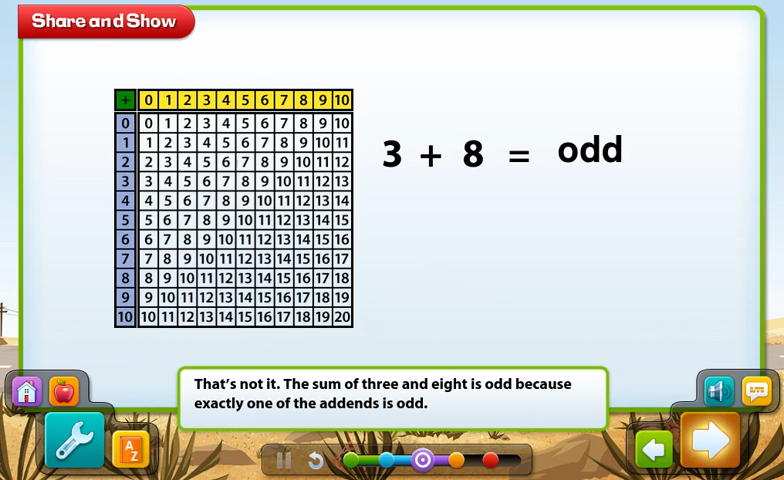 Share and Show
+ 0 1 2 3 4 5 6 7 8 9 10
0 0 1 2 3 4 5 6 7 8 9 10
1 1 2 3 4 5 6 7 8 9 10 11
2 2 3 4 5 6 7 8 9 10 11 12
3 3 4 5 6 7 8 9 10 11 12 13
4 4 5 6 7 8 9 10 11 12 13 14
5 5 6 7 8 9 10 11 12 13 14 15
6 6 7 8 9 10 11 12 13 14 15 16
7 7 8 9 10 11 12 13 14 15 16 17
8 8 9 10 11 12 13 14 15 16 17 18
9 9 10 11 12 13 14 15 16 17 18 19
10 10 11 12 13 14 15 16 17 18 19 20
3 + 8 = odd
That's not it. The sum of three and eight is odd because
exactly one of the addends is odd.
A
Z